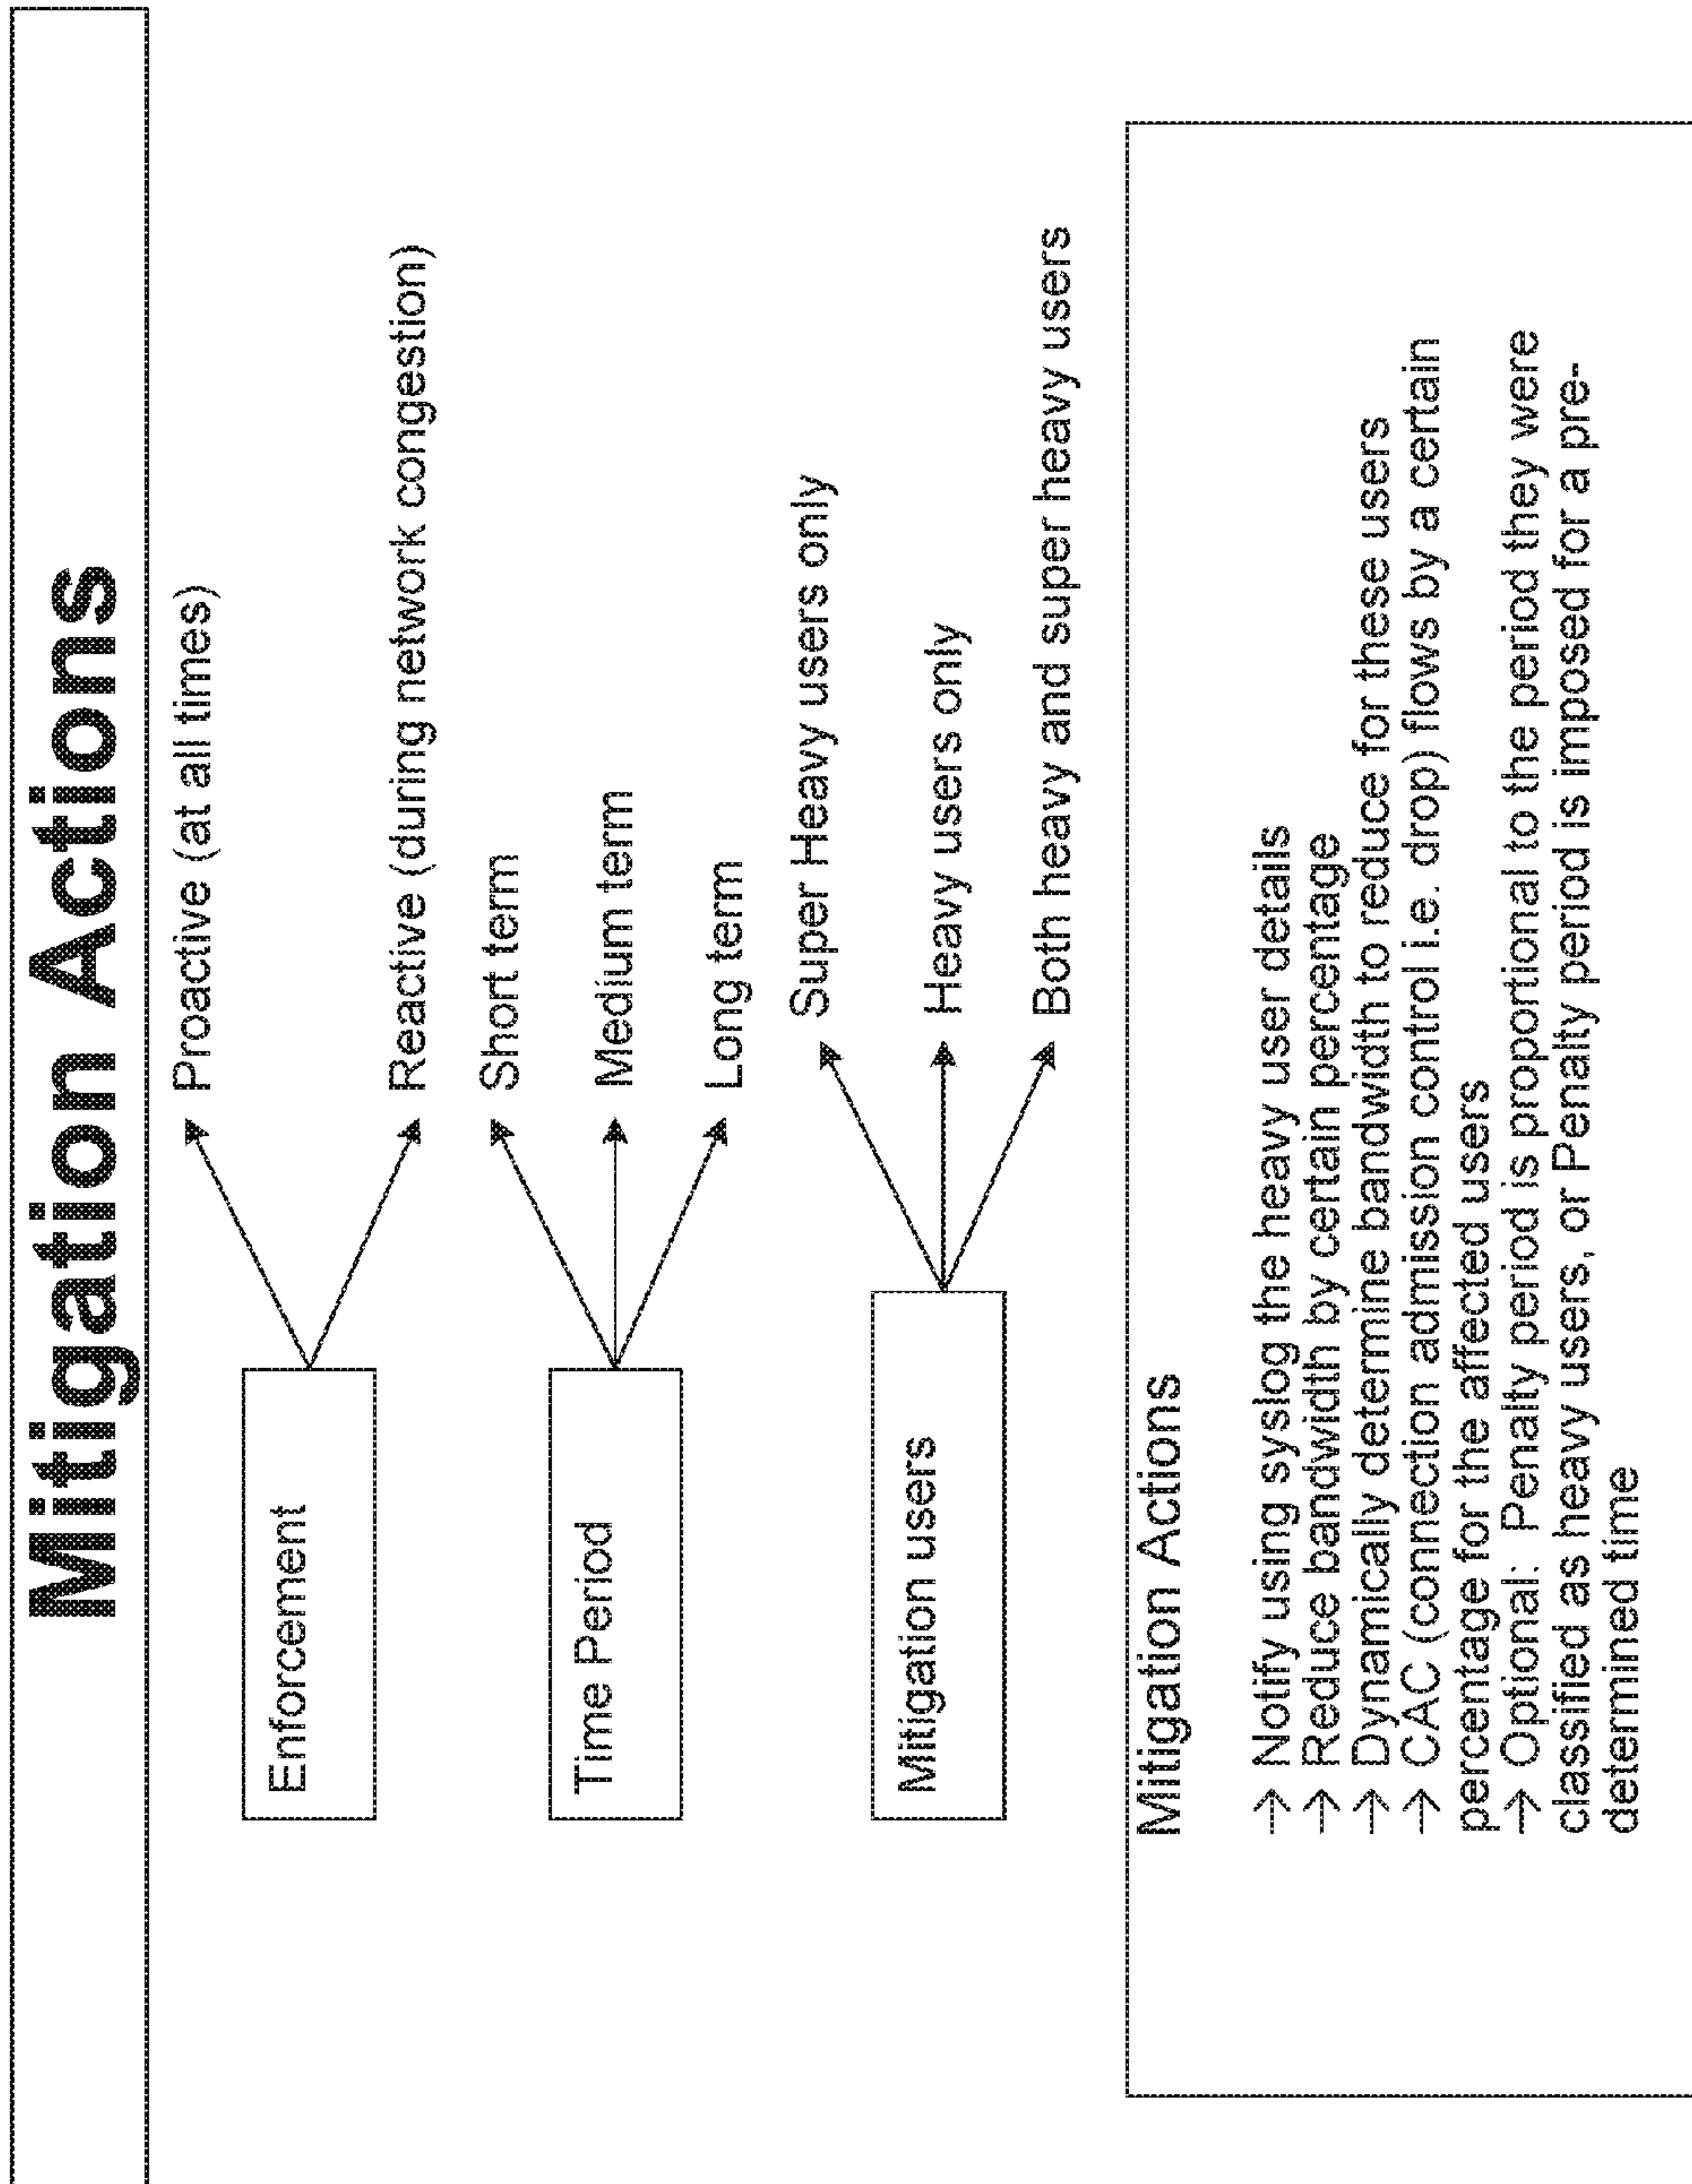 Mitigation Actions
Enforcement
Proactive (at all times)
Reactive (during network congestion)
Time Period
Short term
Medium term
Long term
Mitigation users
Super Heavy users only
Heavy users only
Both heavy and super heavy users
Mitigation Actions
→ Notify using syslog the heavy user details
→ Reduce bandwidth by certain percentage
→ Dynamically determine bandwidth to reduce for these users
→ CAC (connection admission control i.e. drop) flows by a certain
percentage for the affected users
→ Optional: Penalty period is proportional to the period they were
classified as heavy users, or Penalty period is imposed for a pre-
determined time